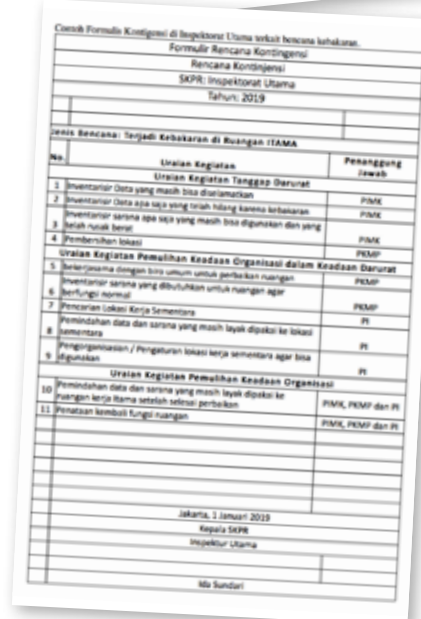 Contoh Formulis Kontigensi di Inspektorat Utama terkait bencana kebakaran.
Formulir Rencana Kontingensi
Rencana Kontinjensi
SKPR: Inspektorat Utama
Tahun: 2019
Jenis Bencana: Terjadi Kebakaran di Ruangan ITAMA
No. Uraian Kegiatan Penanggung
Jawab
Uraian Kegiatan Tanggap Darurat
1 Inventarisir Data yang masih bisa diselamatkan PIMK
2 Inventarisir Data apa saja yang telah hilang karena kebakaran PIMK
3 Inventarisir sarana apa saja yang masih bisa digunakan dan yang
telah rusak berat PIMK
4 Pembersihan lokasi PKMP
Uraian Kegiatan Pemulihan Keadaan Organisasi dalam Keadaan Darurat
5 bekerjasama dengan biro umum untuk perbaikan ruangan PKMP
6 Inventarisir sarana yang dibutuhkan untuk ruangan agar
berfungsi normal PKMP
7 Pencarian Lokasi Kerja Sementara PI
8 Pemindahan data dan sarana yang masih layak dipakai ke lokasi
sementara PI
9 Pengorganisasian / Pengaturan lokasi kerja sementara agar bisa
digunakan PI
Uraian Kegiatan Pemulihan Keadaan Organisasi
10 Pemindahan data dan sarana yang masih layak dipakai ke
ruangan kerja Itama setelah selesai perbaikan PIMK, PKMP dan PI
11 Penataan kembali fungsi ruangan PIMK, PKMP dan PI
Jakarta, 1 Januari 2019
Kepala SKPR
Inspektur Utama
Ida Sundari